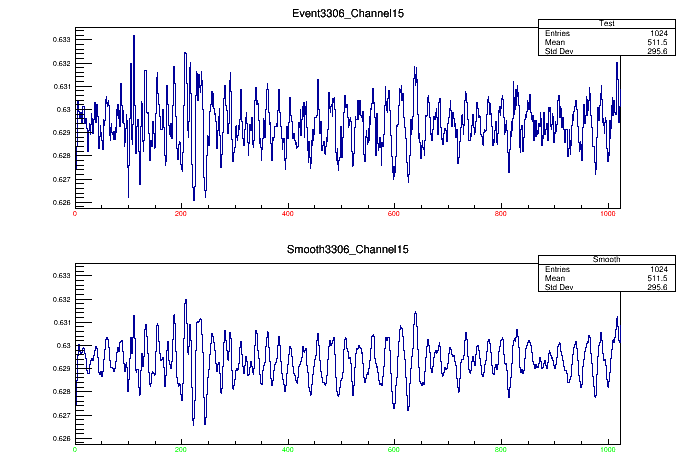 Event3306_Channel15
Test
Entries 1024
Mean 511.5
Std Dev 295.6
0.633
0.632
0.631
0.63
0.629
0.628
0.627
0.626
0 200 400 600 800 1000
Smooth3306_Channel15
Smooth
Entries 1024
Mean 511.5
Std Dev 295.6
0.633
0.632
0.631
0.63
0.629
0.628
0.627
0.626
0 200 400 600 800 1000